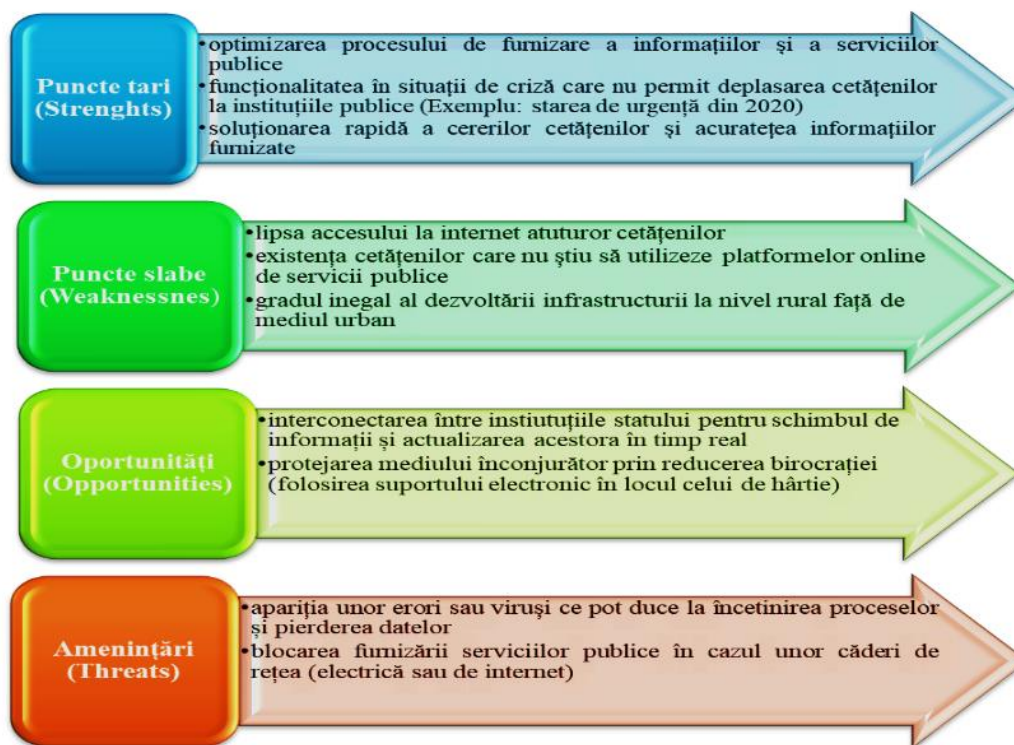 Puncte tari
(Strenghts)
•optimizarea procesului de furnizare a informațiilor și a serviciilor
publice
•funcționalitatea în situații de criză care nu permit deplasarea cetățenilor
la instituțiile publice (Exemplu: starea de urgență din 2020)
•soluționarea rapidă a cererilor cetățenilor și acuratețea informațiilor
furnizate
Puncte slabe
(Weaknessnes)
•lipsa accesului la internet atuturor cetățenilor
•existența cetățenilor care nu știu să utilizeze platformelor online
de servicii publice
•gradul inegal al dezvoltării infrastructurii la nivel rural față de
mediul urban
Oportunități
(Opportunities)
•interconectarea între instiutuțiile statului pentru schimbul de
informații și actualizarea acestora în timp real
•protejarea mediului înconjurător prin reducerea birocrației
(folosirea suportului electronic în locul celui de hârtie)
Amenințări
(Threats)
•apariția unor erori sau viruși ce pot duce la încetinirea proceselor
și pierderea datelor
•blocarea furnizării serviciilor publice în cazul unor căderi de
rețea (electrică sau de internet)